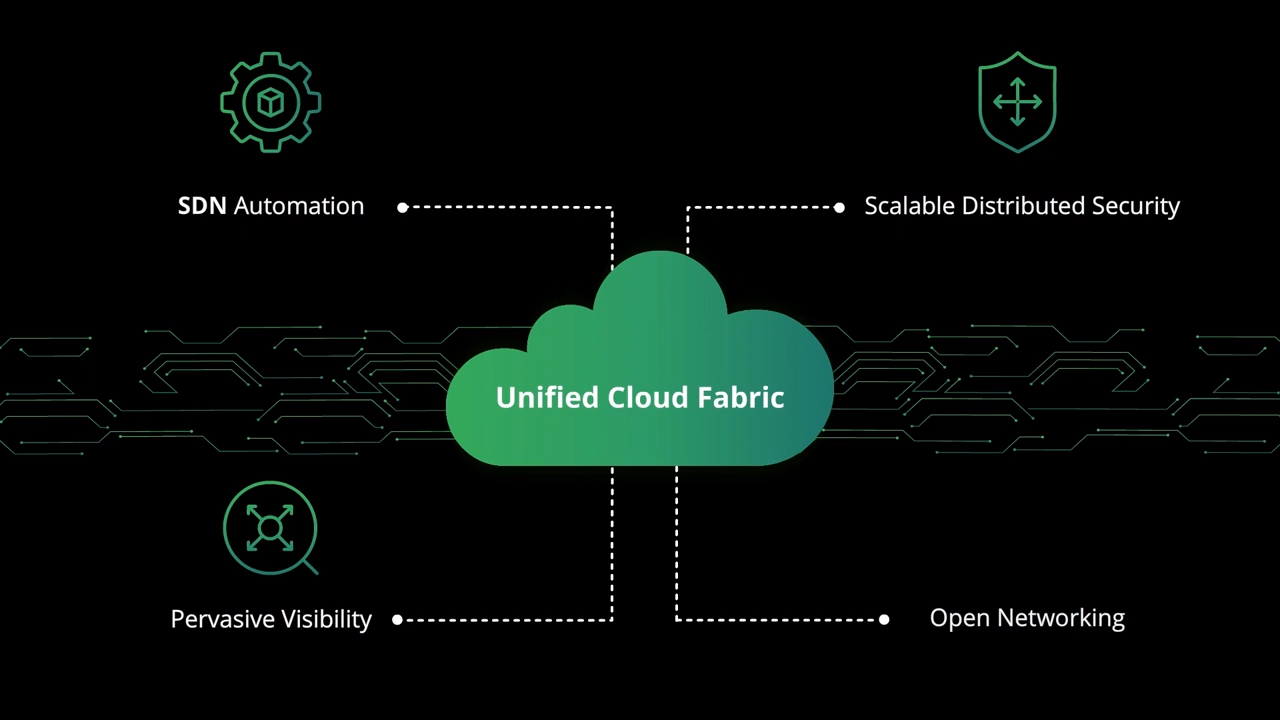 SDN Automation
Scalable Distributed Security
Unified Cloud Fabric
Pervasive Visibility
Open Networking